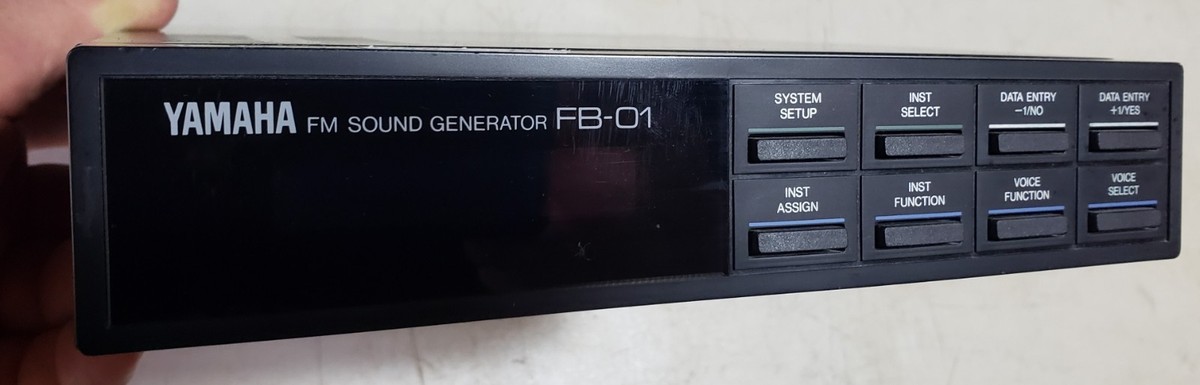 YAMAHA FM SOUND GENERATOR FB-01
SYSTEM
SETUP
INST
SELECT
DATA ENTRY
−1/NO
DATA ENTRY
+1/YES
INST
ASSIGN
INST
FUNCTION
VOICE
FUNCTION
VOICE
SELECT